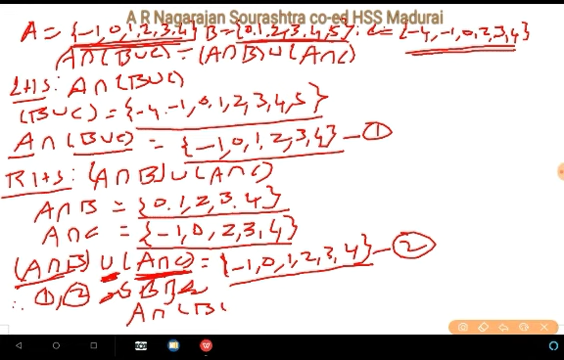 A R Nagarajan Sourashtra co-ed HSS Madurai
A = {-1,0,1,2,3,4} B = {0,1,2,3,4,5} ; C = {-4,-1,0,2,3,4}
A∩(B∪C) = (A∩B)∪(A∩C)
LHS: A∩(B∪C)
(B∪C) = {-4,-1,0,1,2,3,4,5}
A∩(B∪C) = {-1,0,1,2,3,4} —①
RHS: (A∩B)∪(A∩C)
A∩B = {0,1,2,3,4}
A∩C = {-1,0,2,3,4}
(A∩B)∪(A∩C) = {-1,0,1,2,3,4} —②
∴ ①,②
A∩(B(